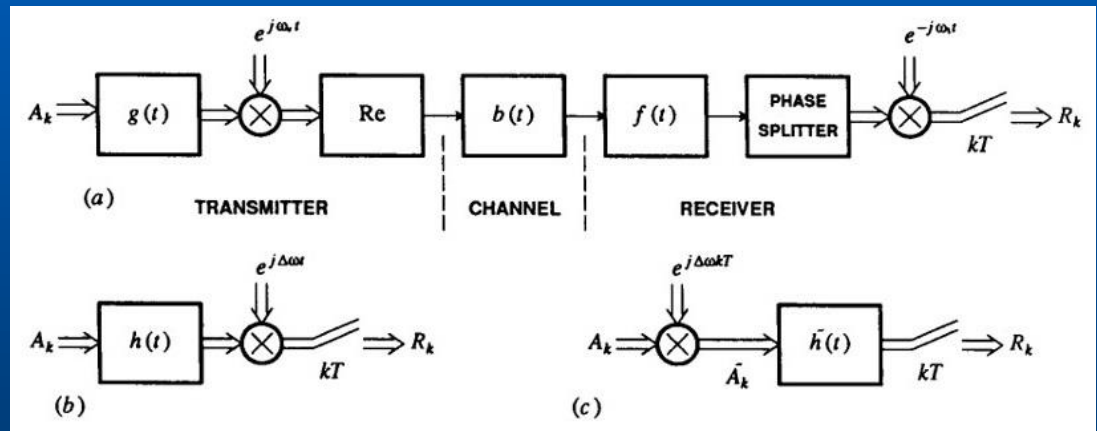 e^{jω_c t} e^{-jω_1 t}
A_k g(t) Re b(t) f(t) PHASE SPLITTER kT R_k
(a) TRANSMITTER CHANNEL RECEIVER
e^{jΔωt} e^{jΔωkT}
A_k h(t) kT R_k A_k Ã_k h̃(t) kT R_k
(b) (c)